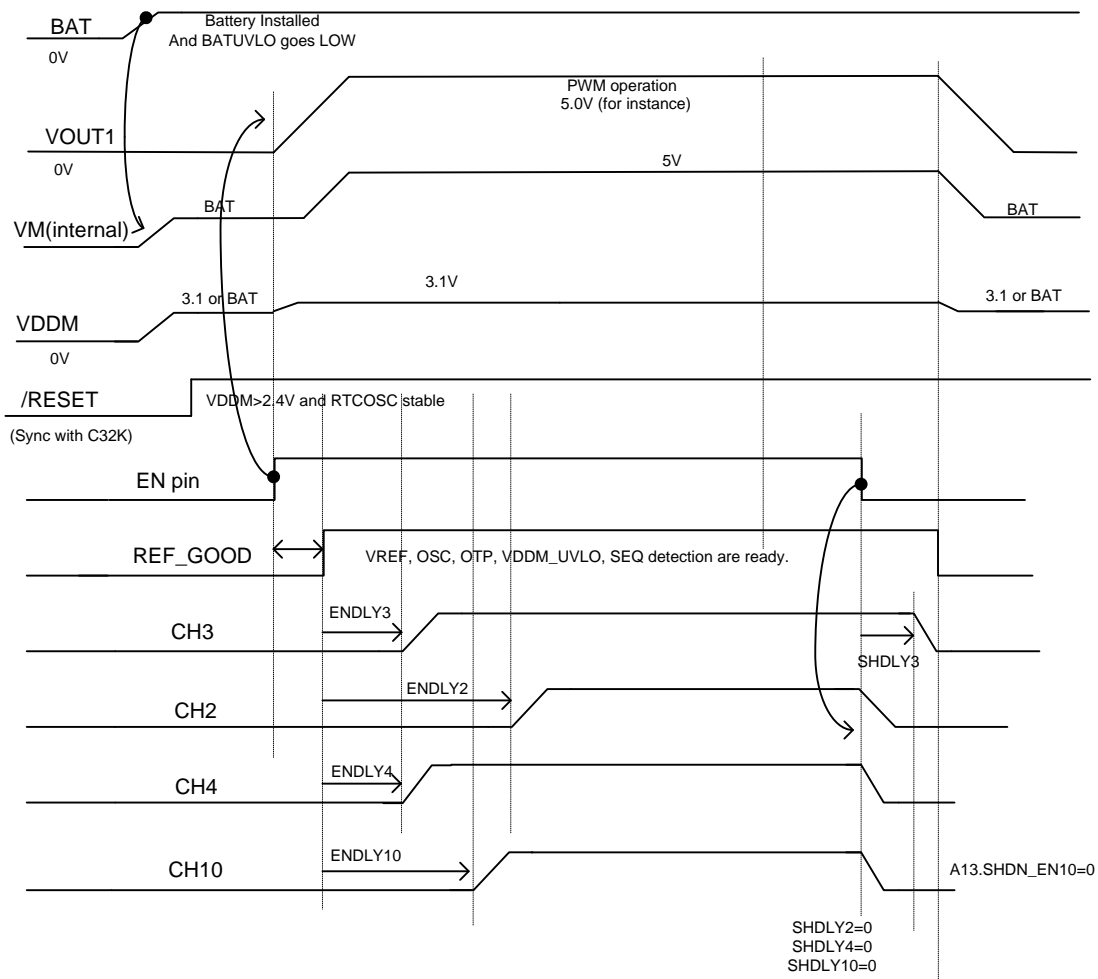 BAT
Battery Installed
And BATUVLO goes LOW
0V
PWM operation
5.0V (for instance)
VOUT1
0V
5V
BAT
BAT
VM(internal)
3.1V
3.1 or BAT
3.1 or BAT
VDDM
0V
/RESET
VDDM>2.4V and RTCOSC stable
(Sync with C32K)
EN pin
REF_GOOD
VREF, OSC, OTP, VDDM_UVLO, SEQ detection are ready.
ENDLY3
CH3
SHDLY3
ENDLY2
CH2
ENDLY4
CH4
ENDLY10
CH10
A13.SHDN_EN10=0
SHDLY2=0
SHDLY4=0
SHDLY10=0